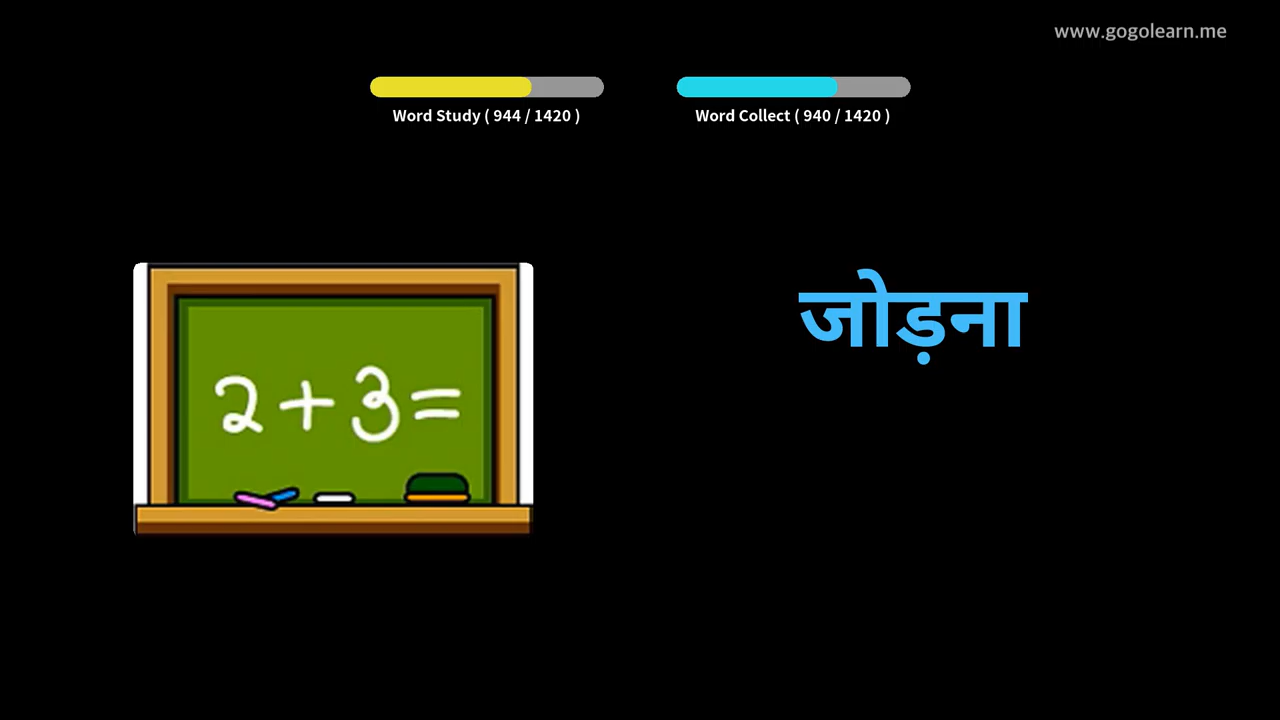 www.gogolearn.me
Word Study ( 944 / 1420 )
Word Collect ( 940 / 1420 )
जोड़ना
2 + 3 =